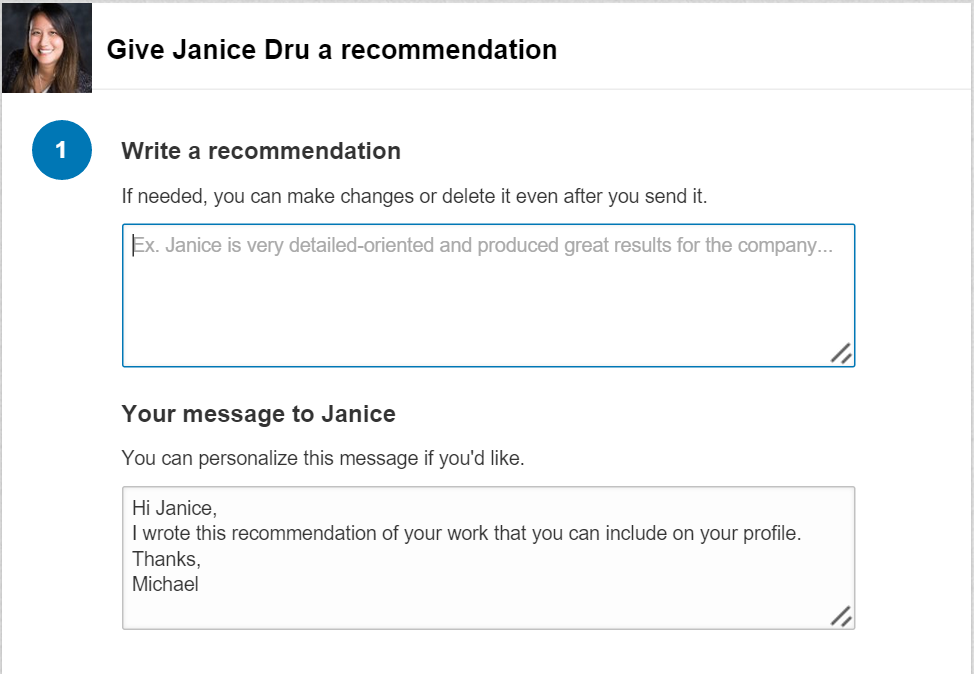 Give Janice Dru a recommendation
1
Write a recommendation
If needed, you can make changes or delete it even after you send it.
Ex. Janice is very detailed-oriented and produced great results for the company...
Your message to Janice
You can personalize this message if you'd like.
Hi Janice,
I wrote this recommendation of your work that you can include on your profile.
Thanks,
Michael